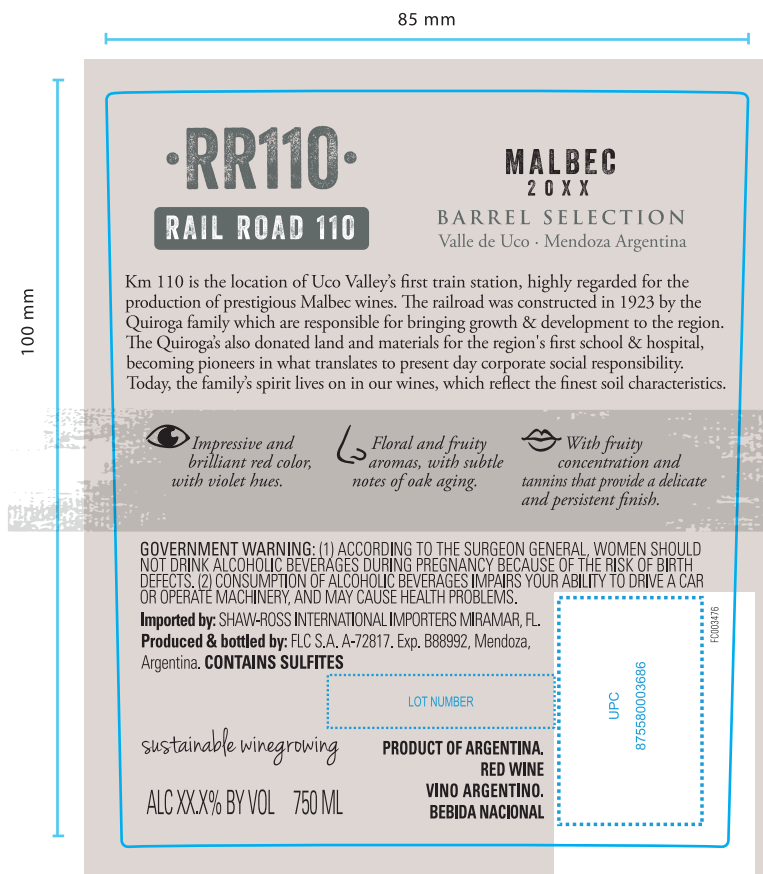 85 mm
100 mm
·RR110·
RAIL ROAD 110
MALBEC
20XX
BARREL SELECTION
Valle de Uco · Mendoza Argentina
Km 110 is the location of Uco Valley's first train station, highly regarded for the
production of prestigious Malbec wines. The railroad was constructed in 1923 by the
Quiroga family which are responsible for bringing growth & development to the region.
The Quiroga's also donated land and materials for the region's first school & hospital,
becoming pioneers in what translates to present day corporate social responsibility.
Today, the family's spirit lives on in our wines, which reflect the finest soil characteristics.
Impressive and
brilliant red color,
with violet hues.
Floral and fruity
aromas, with subtle
notes of oak aging.
With fruity
concentration and
tannins that provide a delicate
and persistent finish.
GOVERNMENT WARNING: (1) ACCORDING TO THE SURGEON GENERAL, WOMEN SHOULD
NOT DRINK ALCOHOLIC BEVERAGES DURING PREGNANCY BECAUSE OF THE RISK OF BIRTH
DEFECTS. (2) CONSUMPTION OF ALCOHOLIC BEVERAGES IMPAIRS YOUR ABILITY TO DRIVE A CAR
OR OPERATE MACHINERY, AND MAY CAUSE HEALTH PROBLEMS.
Imported by: SHAW-ROSS INTERNATIONAL IMPORTERS MIRAMAR, FL.
Produced & bottled by: FLC S.A. A-72817. Exp. B88992, Mendoza,
Argentina. CONTAINS SULFITES
LOT NUMBER
FC003476
UPC
875580003686
sustainable winegrowing
ALC XX.X% BY VOL 750 ML
PRODUCT OF ARGENTINA.
RED WINE
VINO ARGENTINO.
BEBIDA NACIONAL